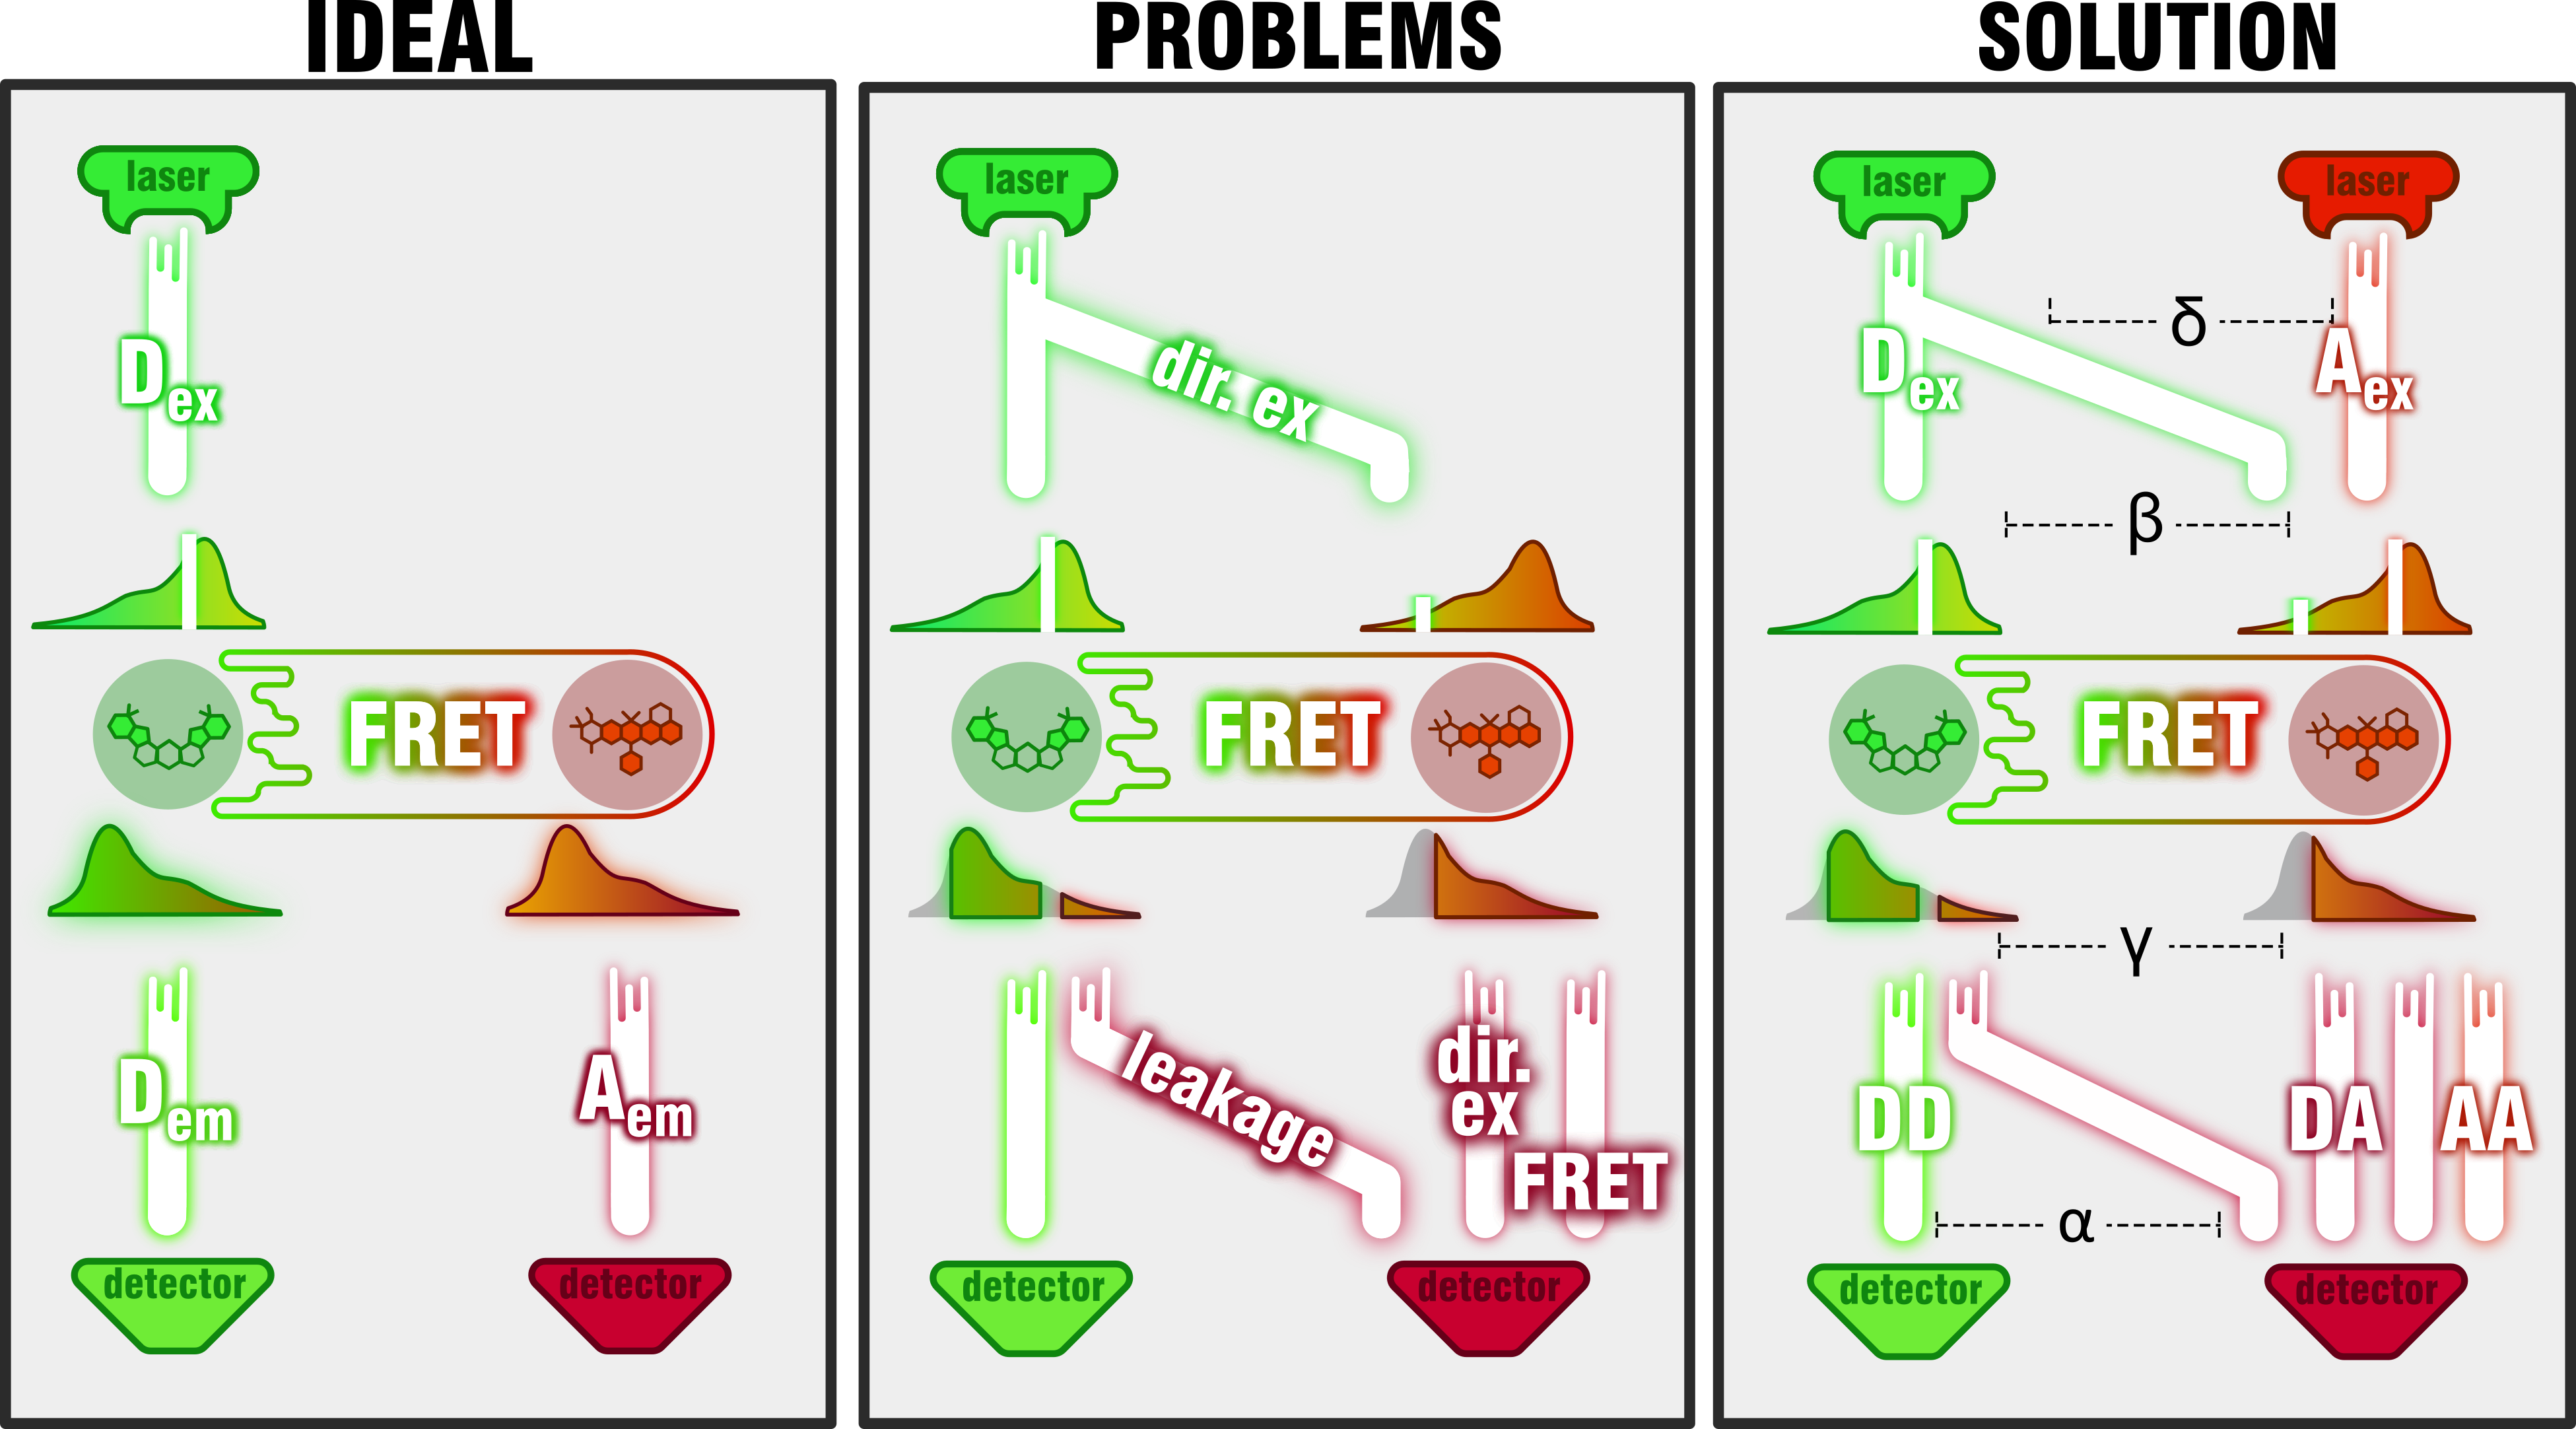 IDEAL
laser
Dex
FRET
Dem
Aem
detector
detector
PROBLEMS
laser
dir. ex
FRET
leakage
dir.
ex
FRET
detector
detector
SOLUTION
laser
laser
δ
Dex
Aex
β
FRET
γ
DD
DA
AA
α
detector
detector